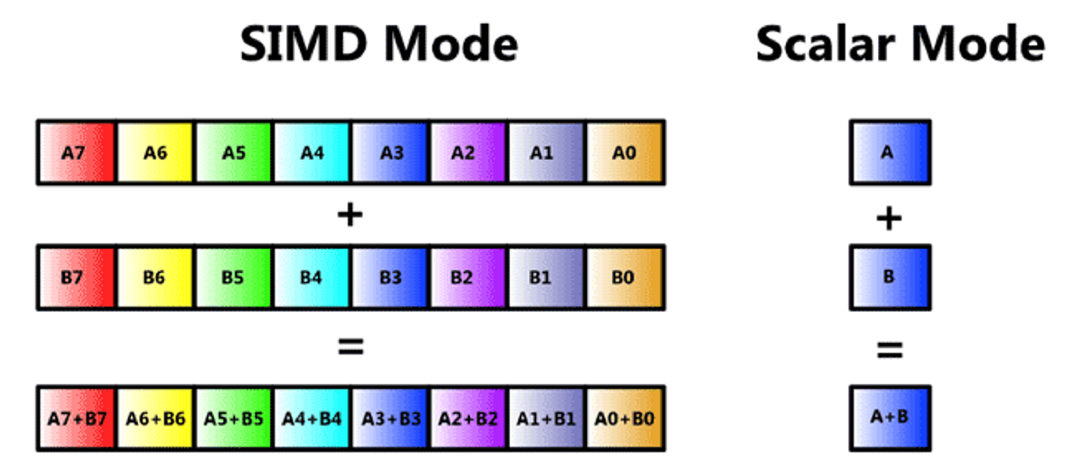 SIMD Mode Scalar Mode
A7 A6 A5 A4 A3 A2 A1 A0 A
+ +
B7 B6 B5 B4 B3 B2 B1 B0 B
= =
A7+B7 A6+B6 A5+B5 A4+B4 A3+B3 A2+B2 A1+B1 A0+B0 A+B